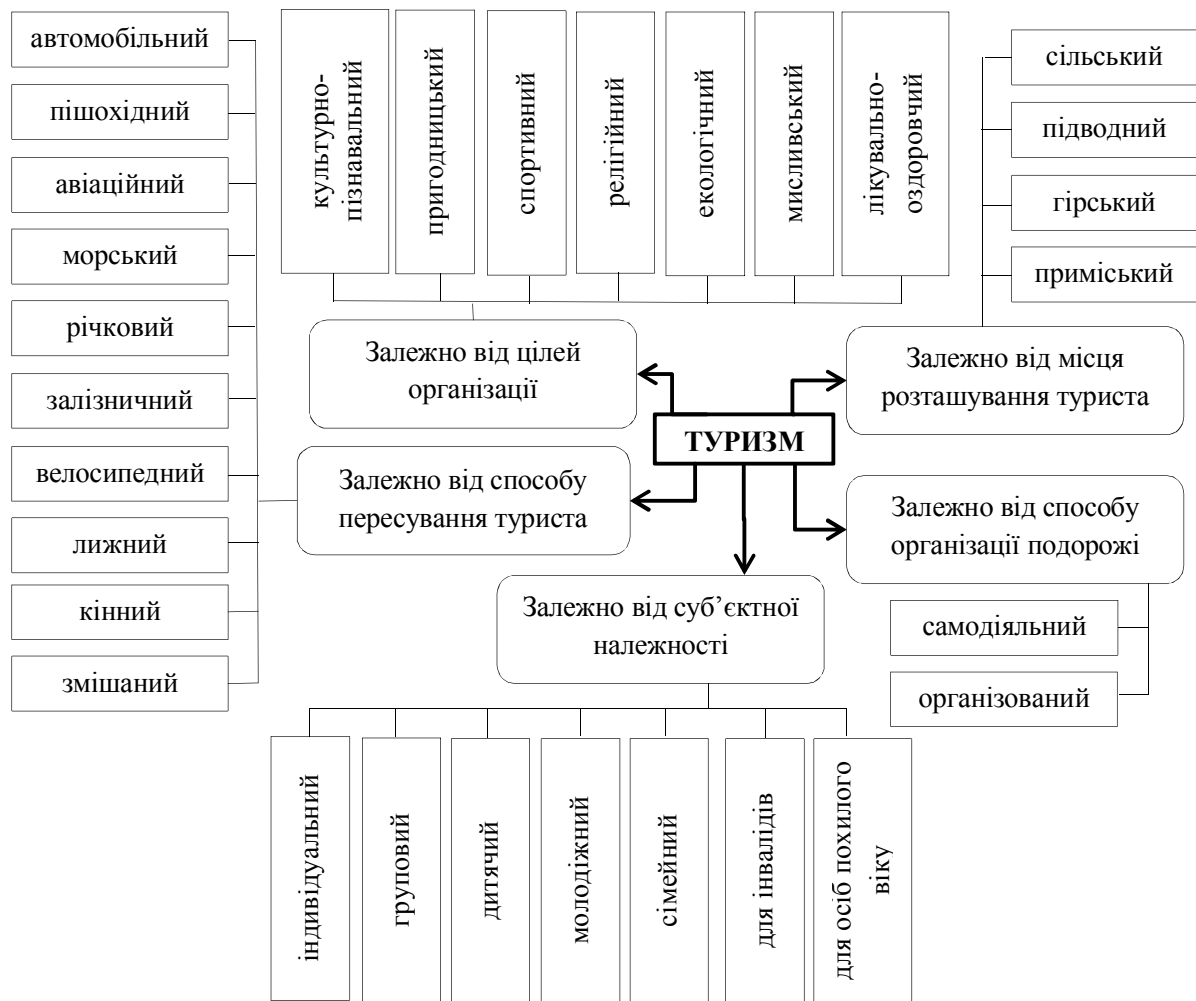 автомобільний
пішохідний
авіаційний
морський
річковий
залізничний
велосипедний
лижний
кінний
змішаний
культурно-
пізнавальний
пригодницький
спортивний
релігійний
екологічний
мисливський
лікувально-
оздоровчий
сільський
підводний
гірський
приміський
Залежно від цілей
організації
Залежно від місця
розташування туриста
ТУРИЗМ
Залежно від способу
пересування туриста
Залежно від способу
організації подорожі
Залежно від суб’єктної
належності
самодіяльний
організований
індивідуальний
груповий
дитячий
молодіжний
сімейний
для інвалідів
для осіб похилого
віку